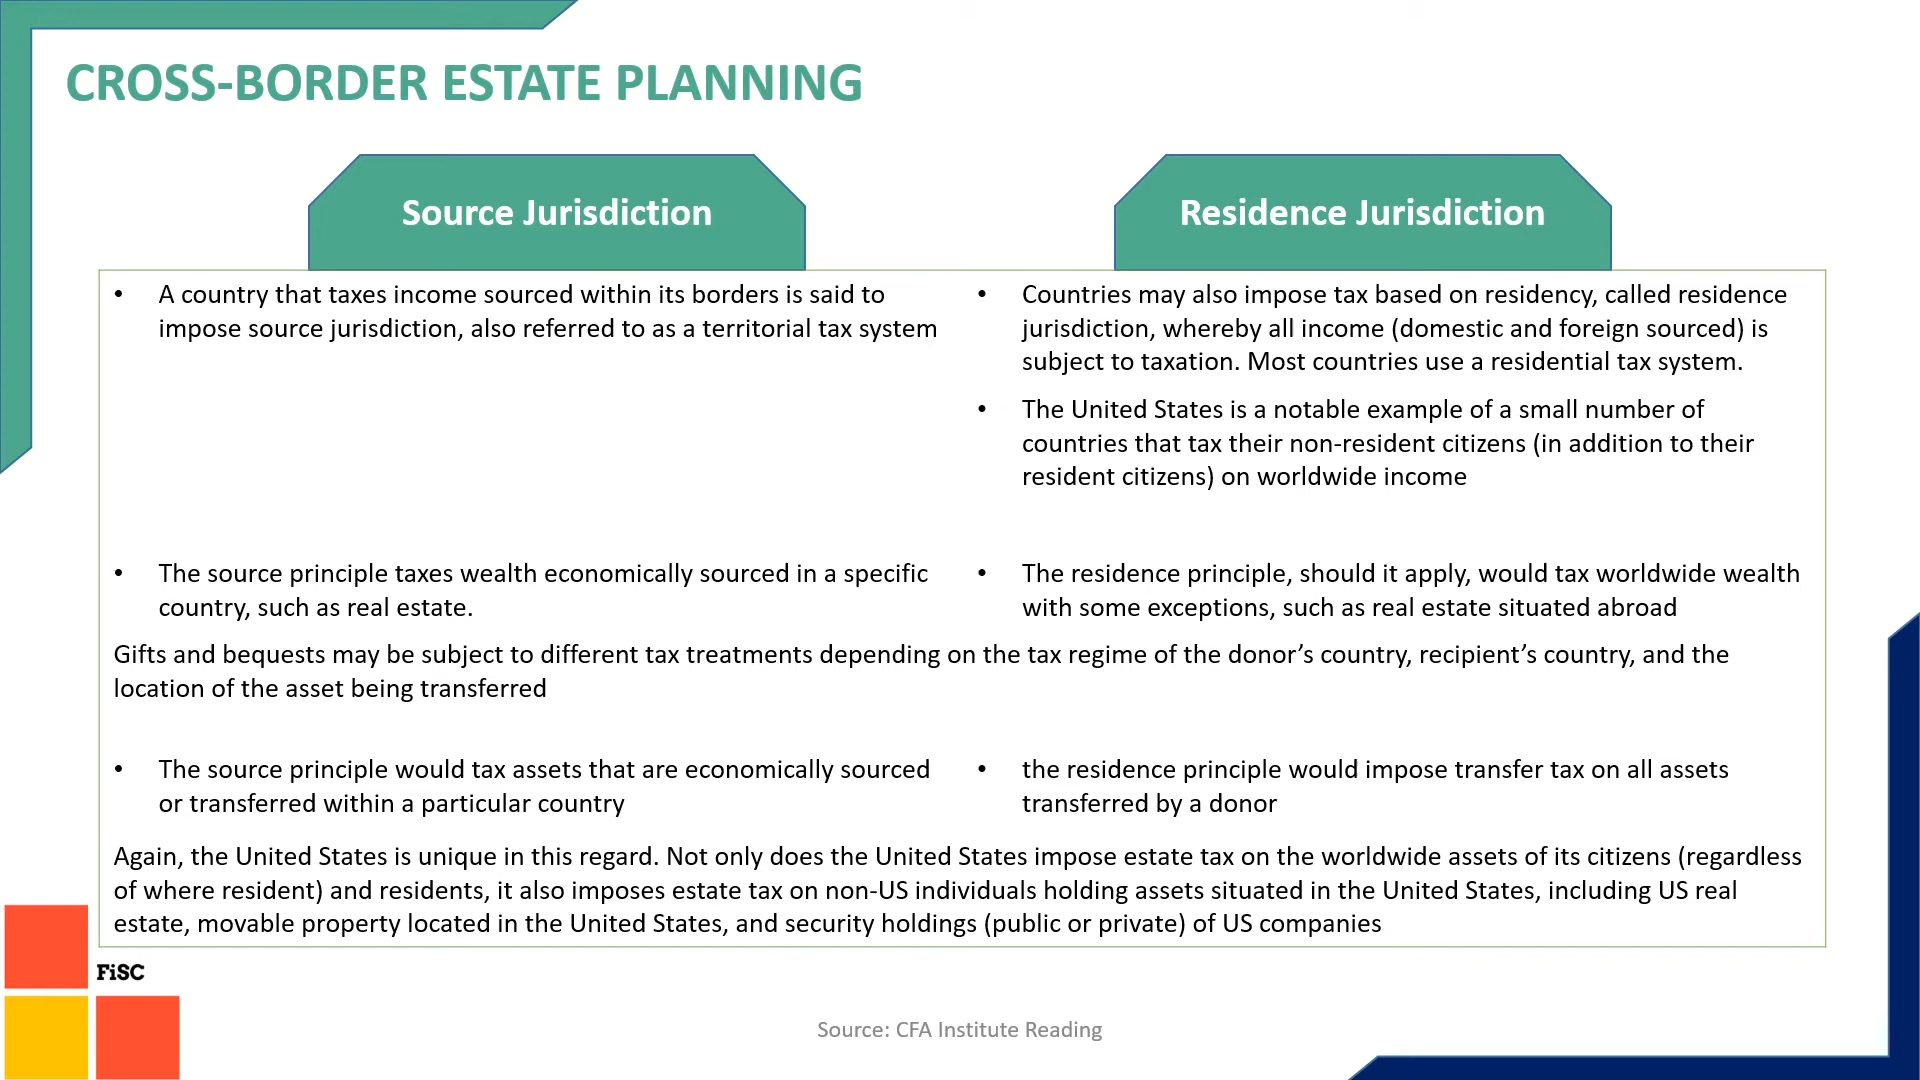 CROSS-BORDER ESTATE PLANNING
Source Jurisdiction
Residence Jurisdiction
• A country that taxes income sourced within its borders is said to
impose source jurisdiction, also referred to as a territorial tax system
• Countries may also impose tax based on residency, called residence
jurisdiction, whereby all income (domestic and foreign sourced) is
subject to taxation. Most countries use a residential tax system.
• The United States is a notable example of a small number of
countries that tax their non-resident citizens (in addition to their
resident citizens) on worldwide income
• The source principle taxes wealth economically sourced in a specific
country, such as real estate.
• The residence principle, should it apply, would tax worldwide wealth
with some exceptions, such as real estate situated abroad
Gifts and bequests may be subject to different tax treatments depending on the tax regime of the donor’s country, recipient’s country, and the
location of the asset being transferred
• The source principle would tax assets that are economically sourced
or transferred within a particular country
• the residence principle would impose transfer tax on all assets
transferred by a donor
Again, the United States is unique in this regard. Not only does the United States impose estate tax on the worldwide assets of its citizens (regardless
of where resident) and residents, it also imposes estate tax on non-US individuals holding assets situated in the United States, including US real
estate, movable property located in the United States, and security holdings (public or private) of US companies
FiSC
Source: CFA Institute Reading